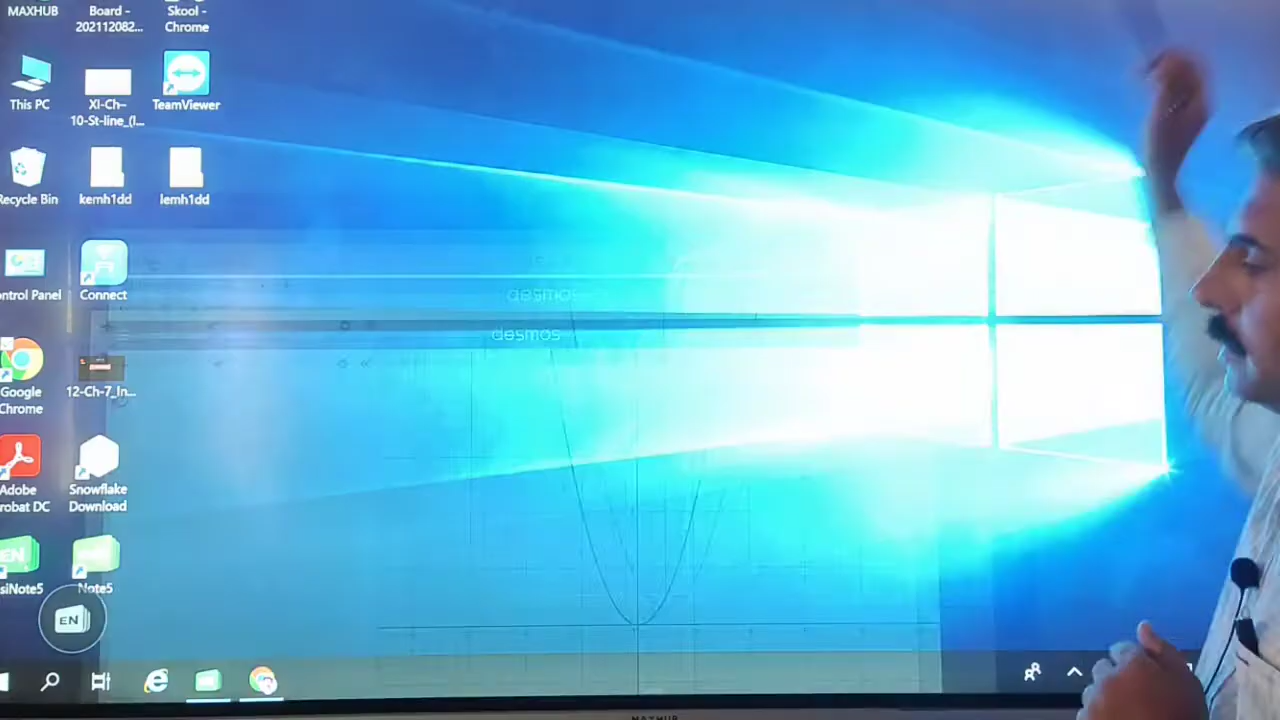 MAXHUB
Board -
202112082...
Skool -
Chrome
This PC
XI-Ch-
10-St-line_(I...
TeamViewer
Recycle Bin
kemh1dd
lemh1dd
ontrol Panel
Connect
desmos
desmos
Google
Chrome
12-Ch-7_In...
Adobe
robat DC
Snowflake
Download
EN
siNote5
Note5
EN
MAXHUB